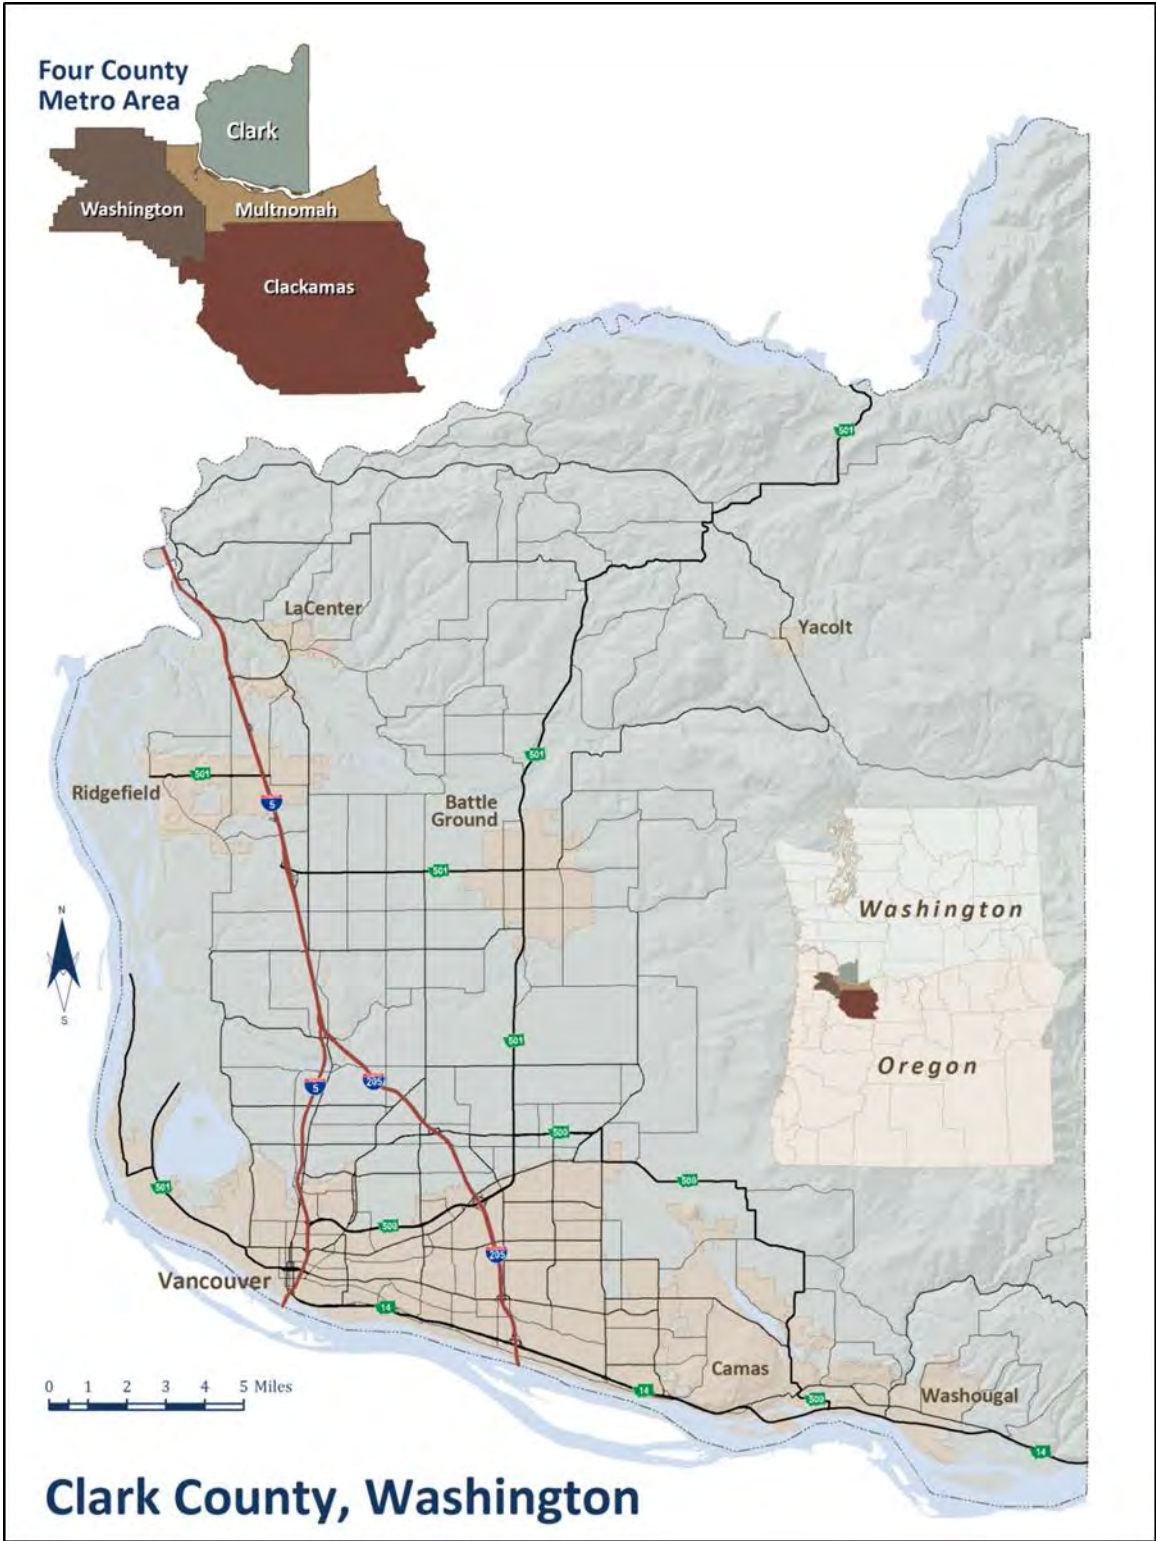 Four County
Metro Area
Clark
Washington
Multnomah
Clackamas
501
LaCenter
Yacolt
501
501
Ridgefield
5
Battle
Ground
501
Washington
N
S
501
Oregon
5
205
500
501
500
500
205
Vancouver
14
Camas
0 1 2 3 4 5 Miles
14
500
Washougal
14
Clark County, Washington